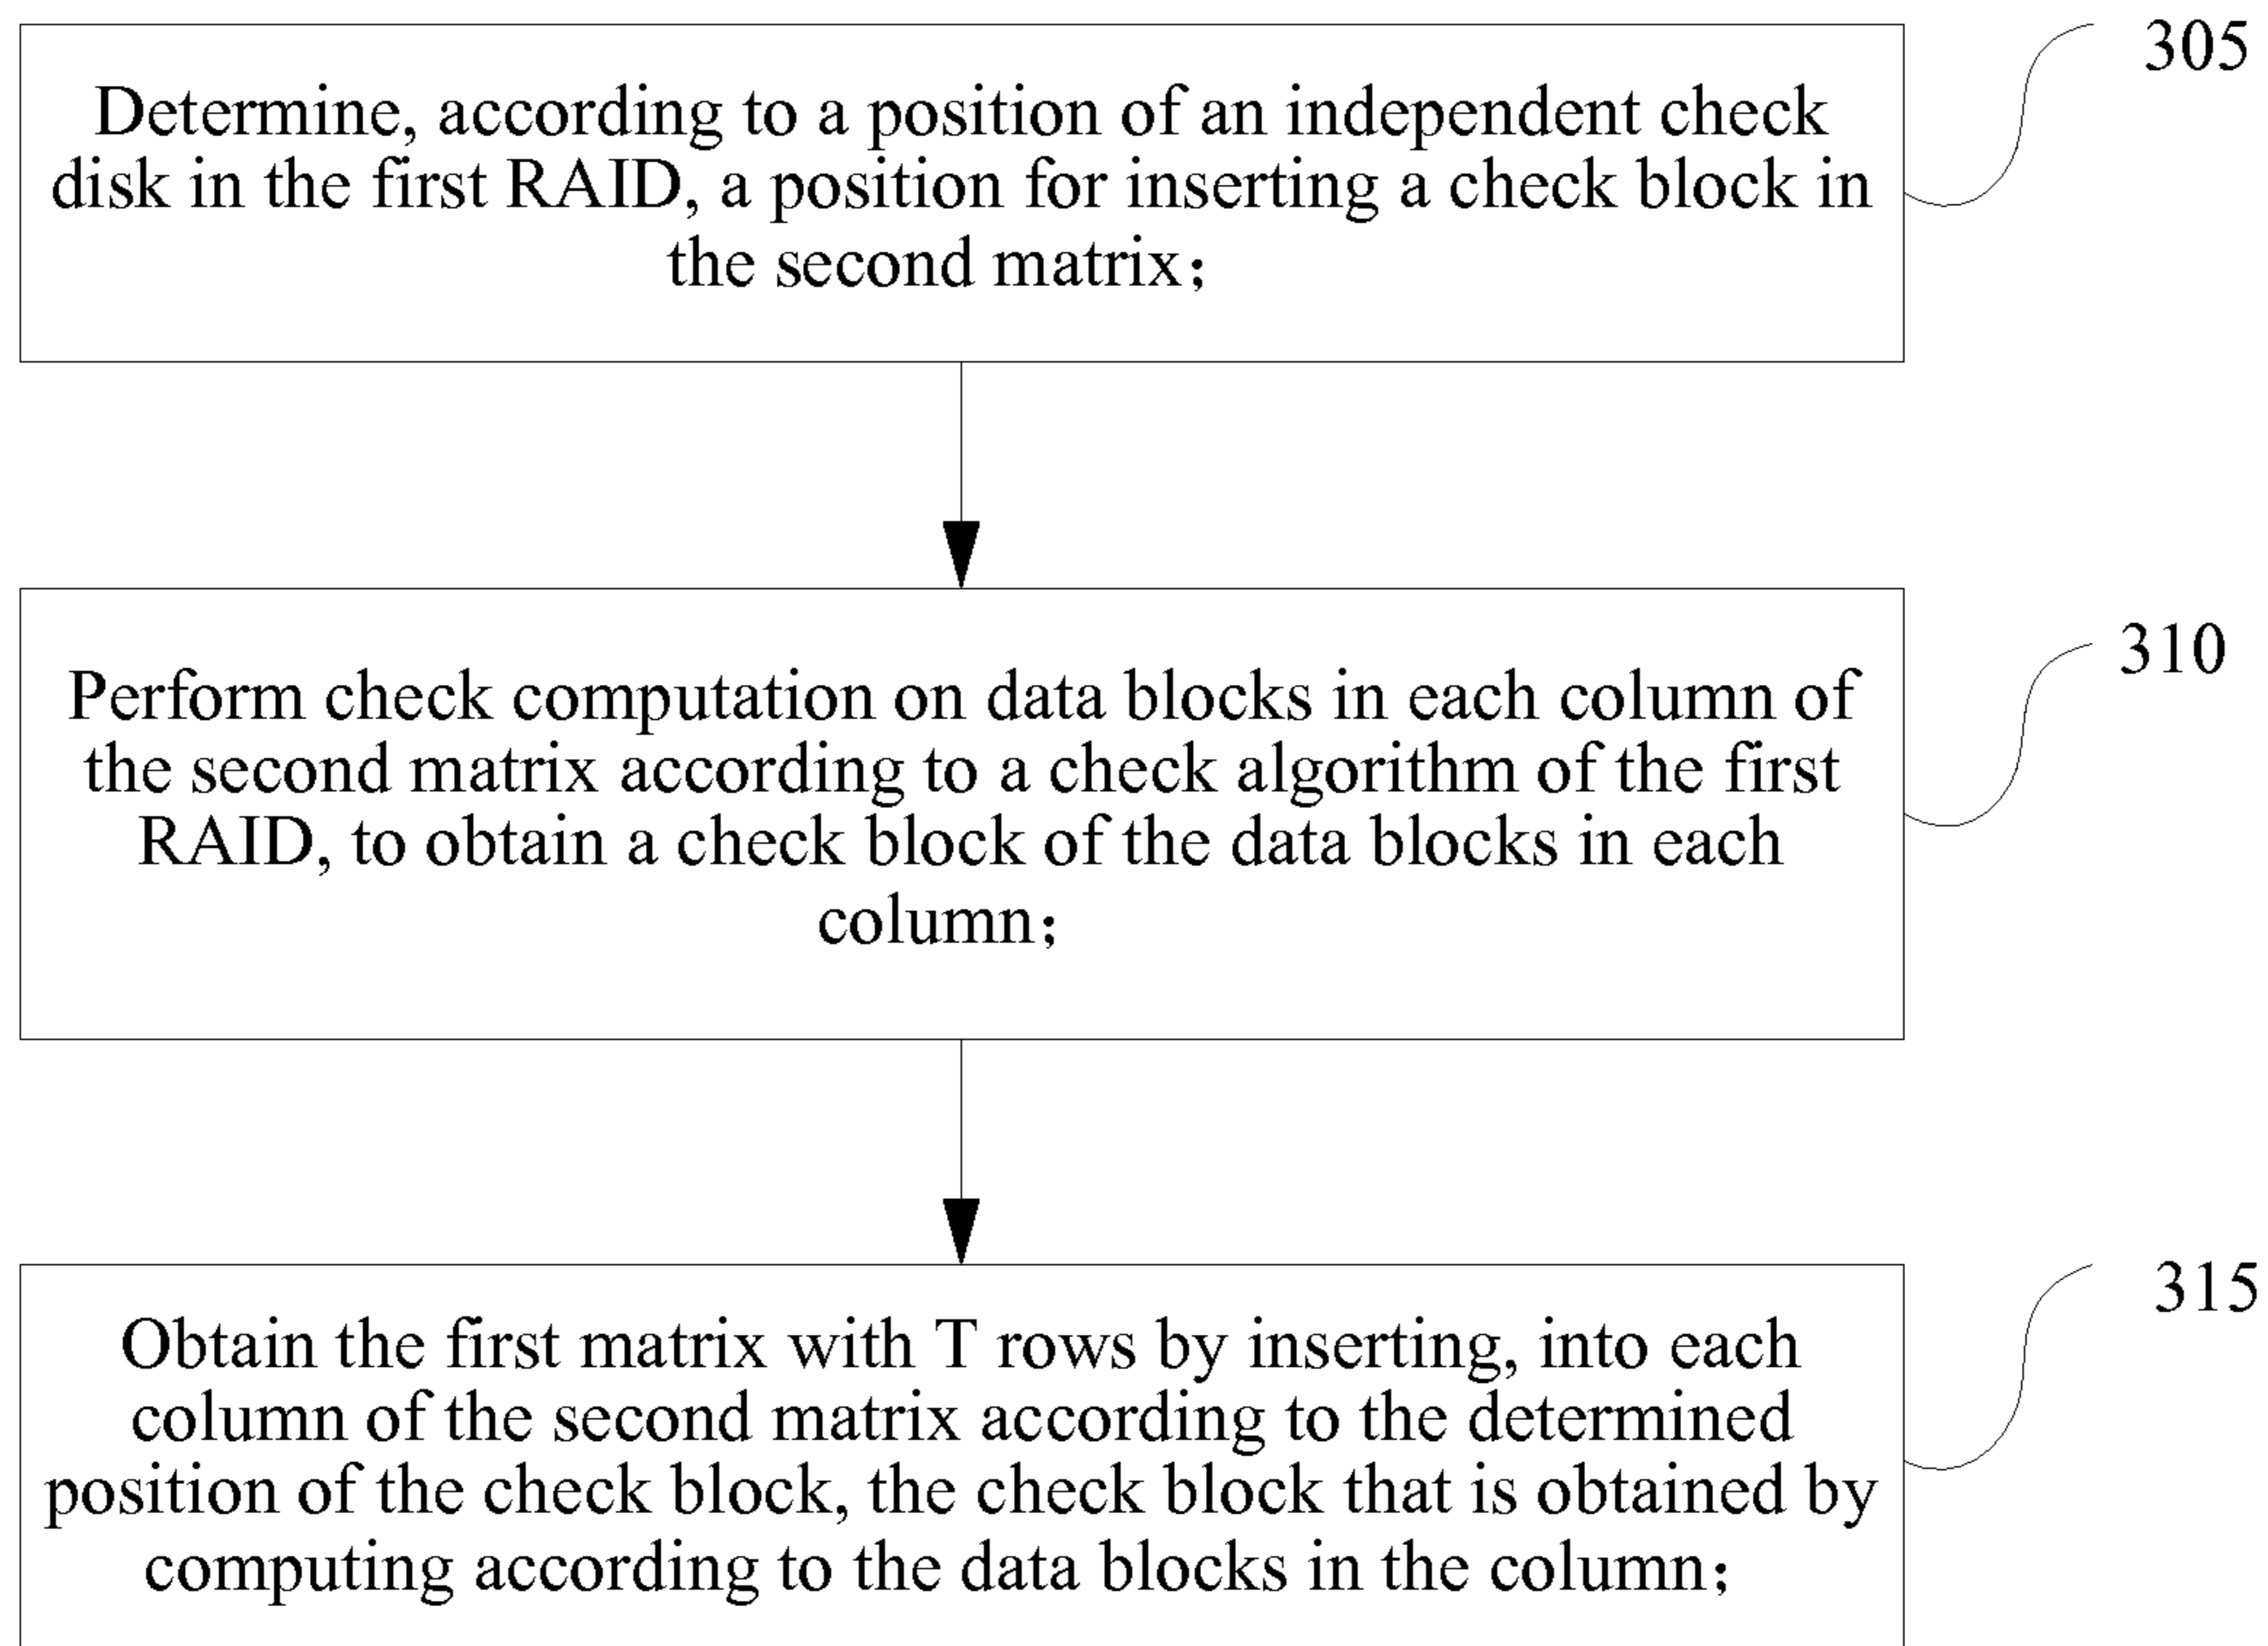 305
Determine, according to a position of an independent check
disk in the first RAID, a position for inserting a check block in
the second matrix;
310
Perform check computation on data blocks in each column of
the second matrix according to a check algorithm of the first
RAID, to obtain a check block of the data blocks in each
column;
315
Obtain the first matrix with T rows by inserting, into each
column of the second matrix according to the determined
position of the check block, the check block that is obtained by
computing according to the data blocks in the column;